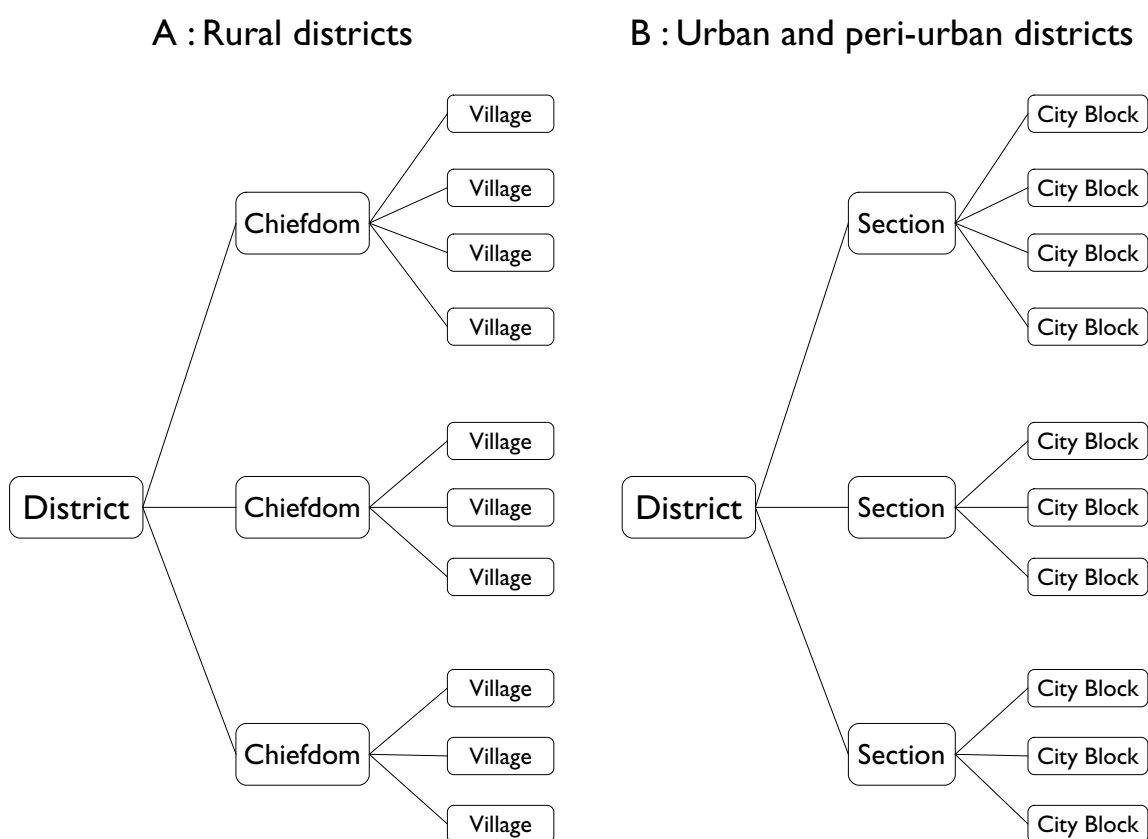 A : Rural districts
Village
Village
Chiefdom
Village
Village
Village
District
Chiefdom
Village
Village
Village
Chiefdom
Village
Village
B : Urban and peri-urban districts
City Block
City Block
Section
City Block
City Block
City Block
District
Section
City Block
City Block
City Block
Section
City Block
City Block